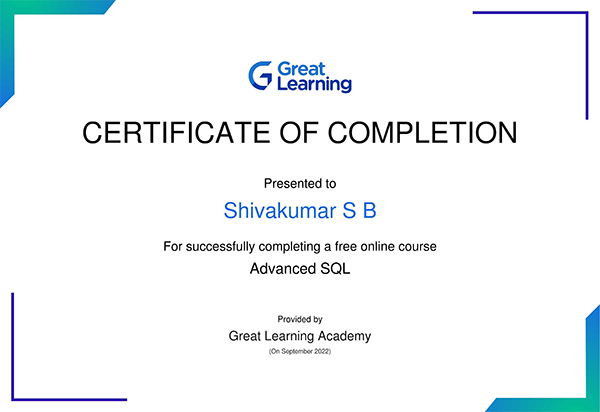 Great
Learning
CERTIFICATE OF COMPLETION
Presented to
Shivakumar S B
For successfully completing a free online course
Advanced SQL
Provided by
Great Learning Academy
(On September 2022)